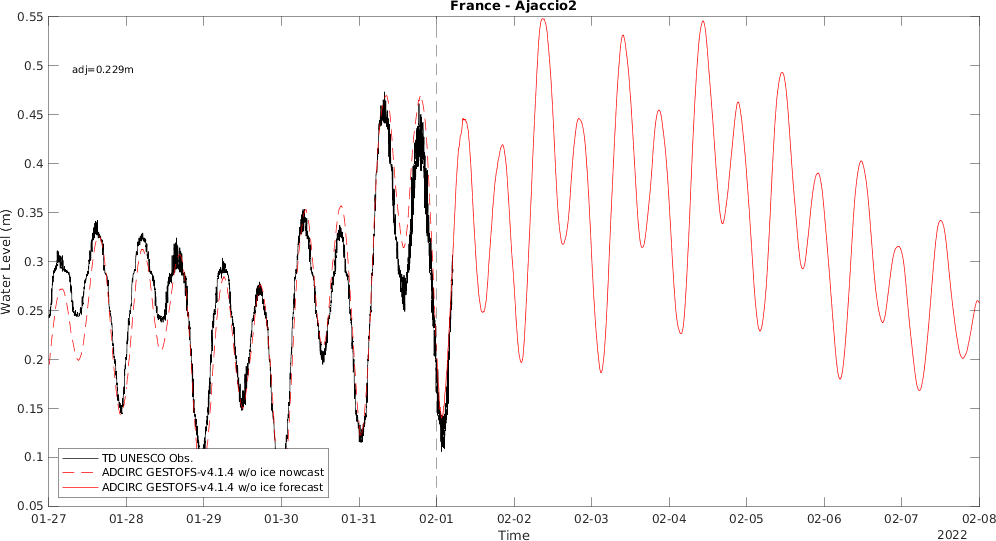 France - Ajaccio2
adj=0.229m
0.55
0.5
0.45
0.4
0.35
0.3
0.25
0.2
0.15
0.1
0.05
Water Level (m)
TD UNESCO Obs.
ADCIRC GESTOFS-v4.1.4 w/o ice nowcast
ADCIRC GESTOFS-v4.1.4 w/o ice forecast
01-27 01-28 01-29 01-30 01-31 02-01 02-02 02-03 02-04 02-05 02-06 02-07 02-08
Time
2022